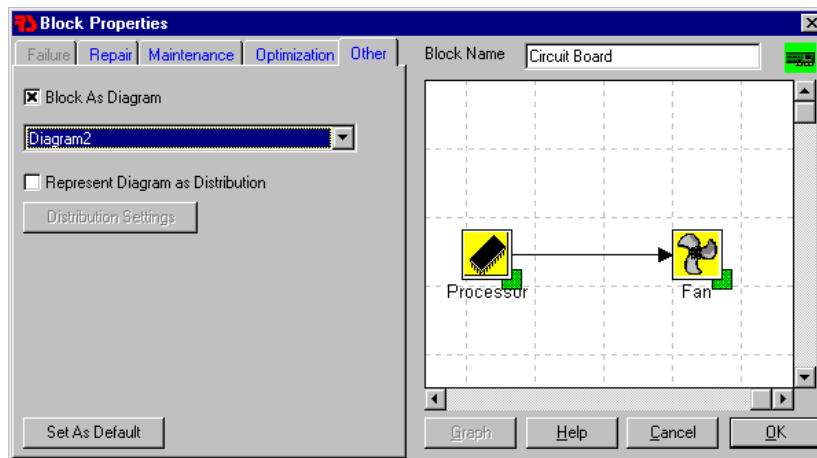 Block Properties
Failure Repair Maintenance Optimization Other
Block Name Circuit Board
Block As Diagram
Diagram2
Represent Diagram as Distribution
Distribution Settings
Processor Fan
Set As Default Graph Help Cancel OK